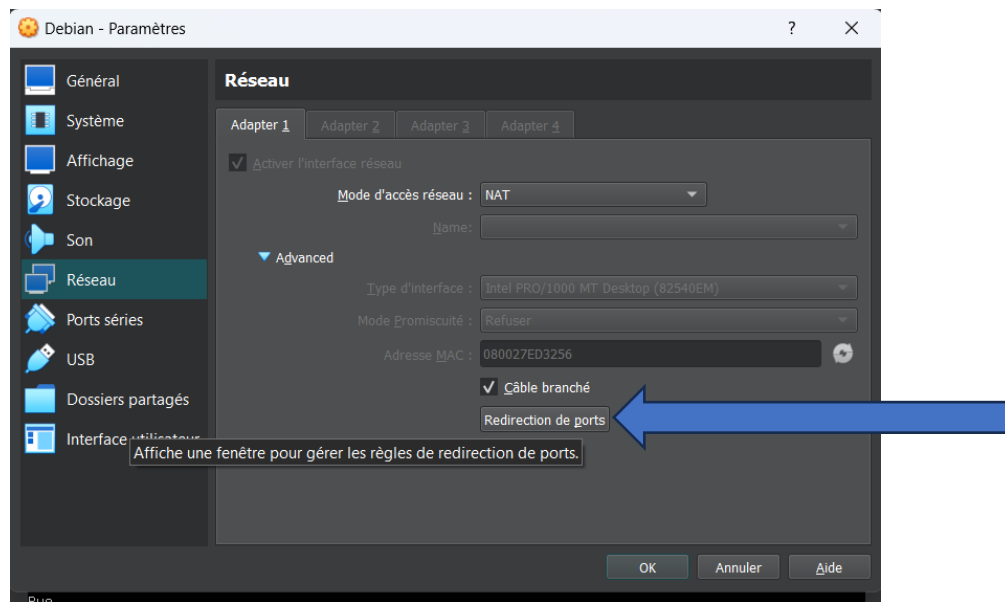 Debian - Paramètres ? ×
Général
Système
Affichage
Stockage
Son
Réseau
Ports séries
USB
Dossiers partagés
Interface utilisateur
Réseau
Adapter 1 Adapter 2 Adapter 3 Adapter 4
Activer l'interface réseau
Mode d'accès réseau : NAT
Name:
Advanced
Type d'interface : Intel PRO/1000 MT Desktop (82540EM)
Mode Promiscuité : Refuser
Adresse MAC : 080027ED3256
Câble branché
Redirection de ports
Affiche une fenêtre pour gérer les règles de redirection de ports.
OK Annuler Aide